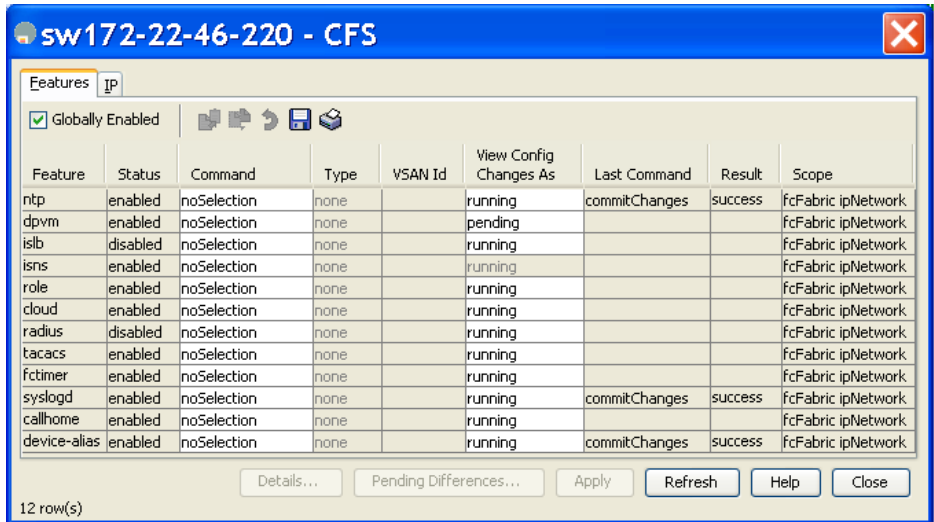 sw172-22-46-220 - CFS
Features IP
Globally Enabled
Feature Status Command Type VSAN Id View Config Changes As Last Command Result Scope
ntp enabled noSelection none running commitChanges success fcFabric ipNetwork
dpvm enabled noSelection none pending fcFabric ipNetwork
islb disabled noSelection none running fcFabric ipNetwork
isns enabled noSelection none running fcFabric ipNetwork
role enabled noSelection none running fcFabric ipNetwork
cloud enabled noSelection none running fcFabric ipNetwork
radius disabled noSelection none running fcFabric ipNetwork
tacacs enabled noSelection none running fcFabric ipNetwork
fctimer enabled noSelection none running fcFabric ipNetwork
syslogd enabled noSelection none running commitChanges success fcFabric ipNetwork
callhome enabled noSelection none running fcFabric ipNetwork
device-alias enabled noSelection none running commitChanges success fcFabric ipNetwork
Details... Pending Differences... Apply Refresh Help Close
12 row(s)